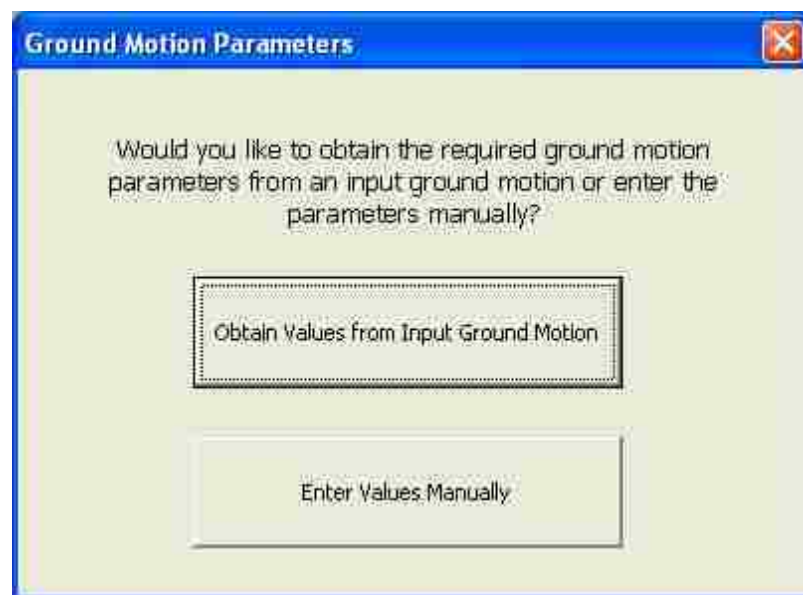 Ground Motion Parameters
Would you like to obtain the required ground motion
parameters from an input ground motion or enter the
parameters manually?
Obtain Values from Input Ground Motion
Enter Values Manually